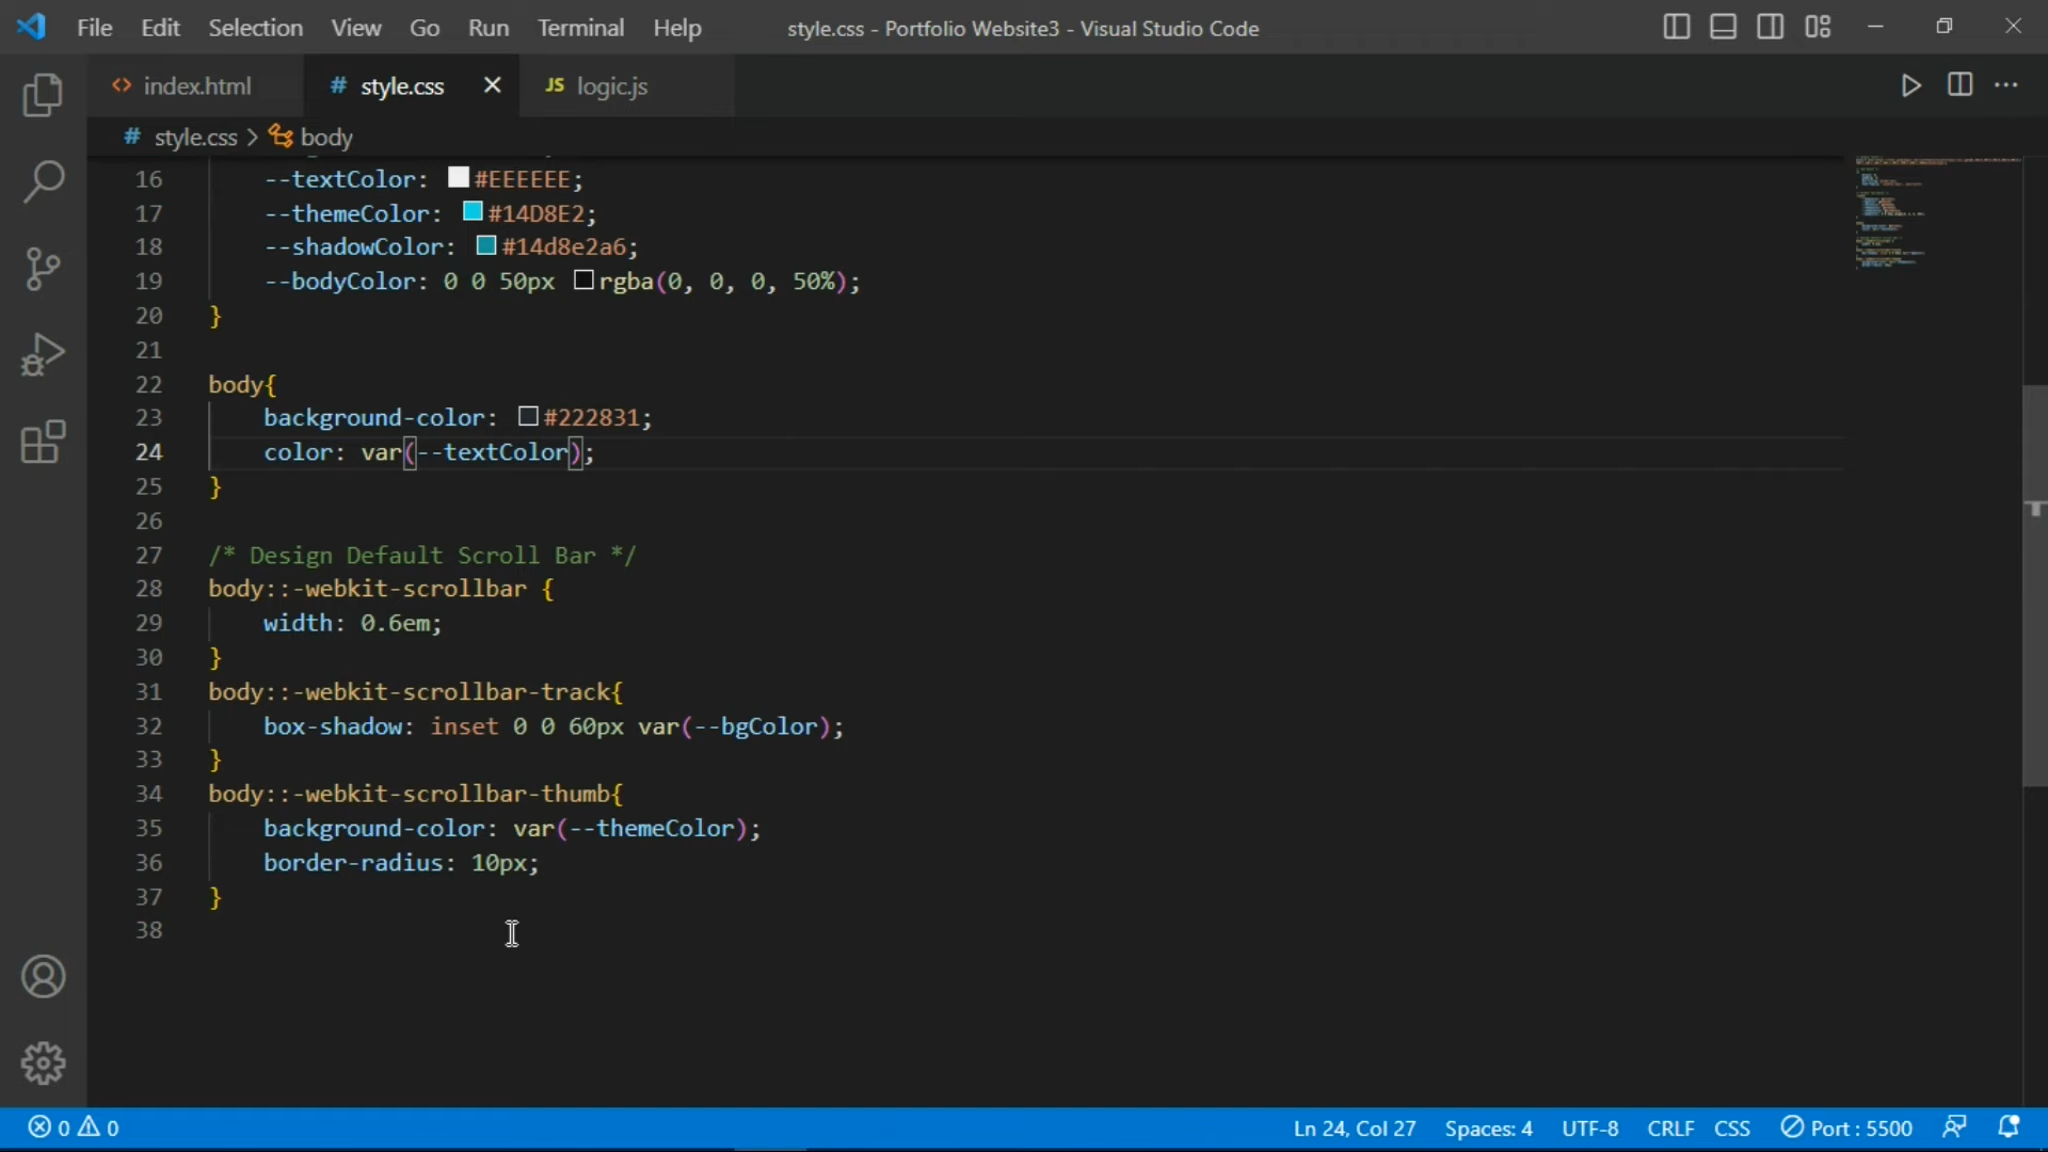 File Edit Selection View Go Run Terminal Help style.css - Portfolio Website3 - Visual Studio Code
<> index.html # style.css JS logic.js
# style.css > body
16 --textColor: #EEEEEE;
17 --themeColor: #14D8E2;
18 --shadowColor: #14d8e2a6;
19 --bodyColor: 0 0 50px rgba(0, 0, 0, 50%);
20 }
21
22 body{
23 background-color: #222831;
24 color: var(--textColor);
25 }
26
27 /* Design Default Scroll Bar */
28 body::-webkit-scrollbar {
29 width: 0.6em;
30 }
31 body::-webkit-scrollbar-track{
32 box-shadow: inset 0 0 60px var(--bgColor);
33 }
34 body::-webkit-scrollbar-thumb{
35 background-color: var(--themeColor);
36 border-radius: 10px;
37 }
38
0 0 Ln 24, Col 27 Spaces: 4 UTF-8 CRLF CSS Port : 5500